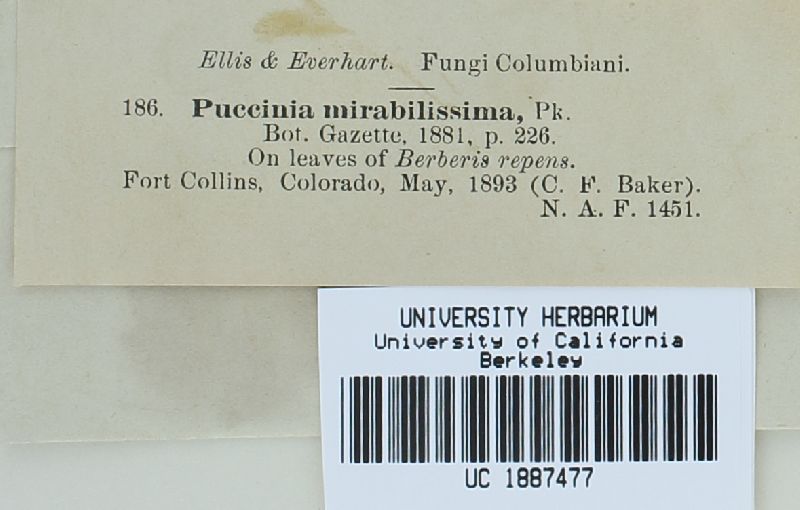 Ellis & Everhart. Fungi Columbiani.
186. Puccinia mirabilissima, Pk.
Bot. Gazette, 1881, p. 226.
On leaves of Berberis repens.
Fort Collins, Colorado, May, 1893 (C. F. Baker).
N. A. F. 1451.
UNIVERSITY HERBARIUM
University of California
Berkeley
UC 1887477